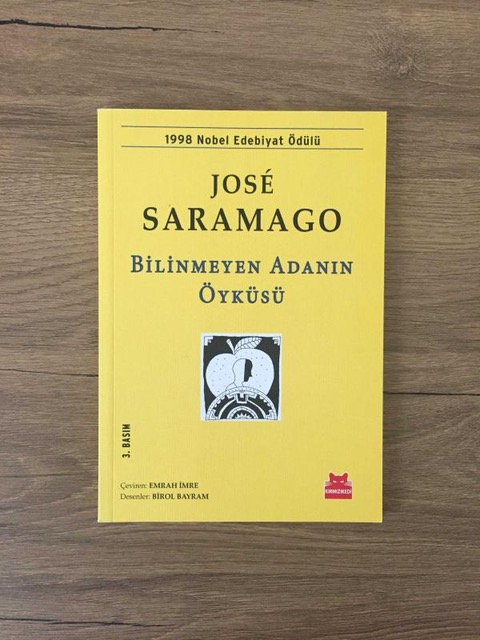 1998 Nobel Edebiyat Ödülü
JOSÉ
SARAMAGO
BİLİNMEYEN ADANIN
ÖYKÜSÜ
3. BASIM
Çeviren: EMRAH İMRE
Desenler: BİROL BAYRAM
KIRMIZIKEDİ